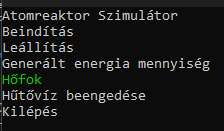 Atomreaktor Szimulátor
Beindítás
Leállítás
Generált energia mennyiség
Hőfok
Hűtővíz beengedése
Kilépés